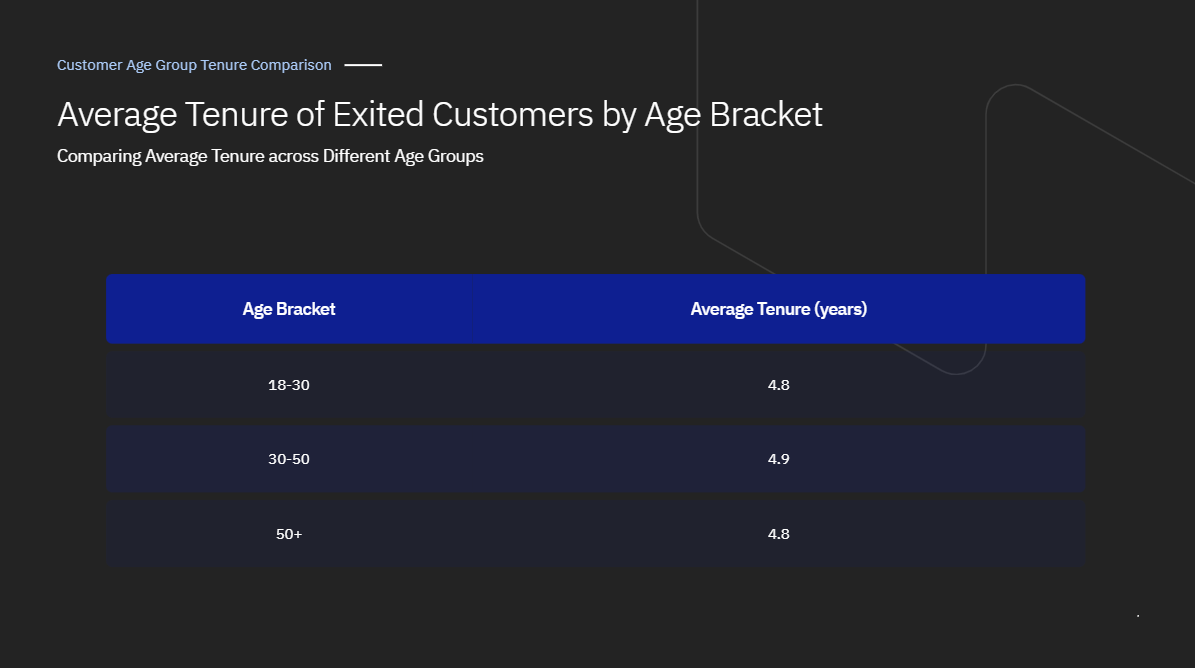 Customer Age Group Tenure Comparison
Average Tenure of Exited Customers by Age Bracket
Comparing Average Tenure across Different Age Groups
Age Bracket Average Tenure (years)
18-30 4.8
30-50 4.9
50+ 4.8
.